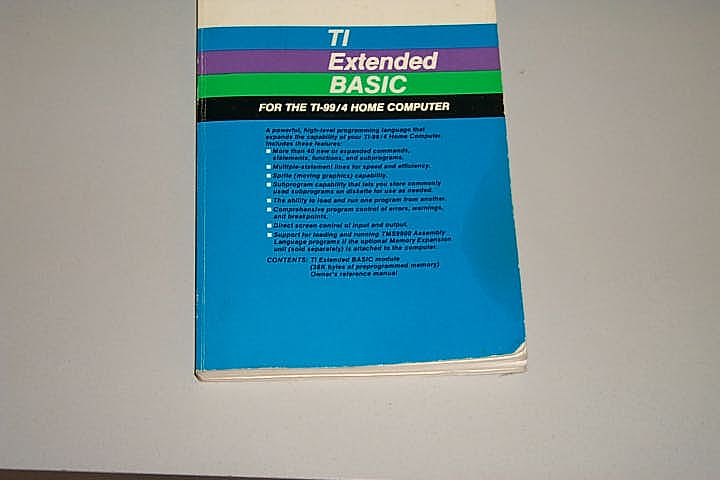 TI
Extended
BASIC
FOR THE TI-99/4 HOME COMPUTER
A powerful, high-level programming language that
expands the capability of your TI-99/4 Home Computer.
Includes these features:
More than 40 new or expanded commands,
statements, functions, and subprograms.
Multiple-statement lines for speed and efficiency.
Sprite (moving graphics) capability.
Subprogram capability that lets you store commonly
used subprograms on diskette for use as needed.
The ability to load and run one program from another.
Comprehensive program control of errors, warnings,
and breakpoints.
Direct screen control of input and output.
Support for loading and running TMS9900 Assembly
Language programs if the optional Memory Expansion
unit (sold separately) is attached to the computer.
CONTENTS: TI Extended BASIC module
(36K bytes of preprogrammed memory)
Owner's reference manual